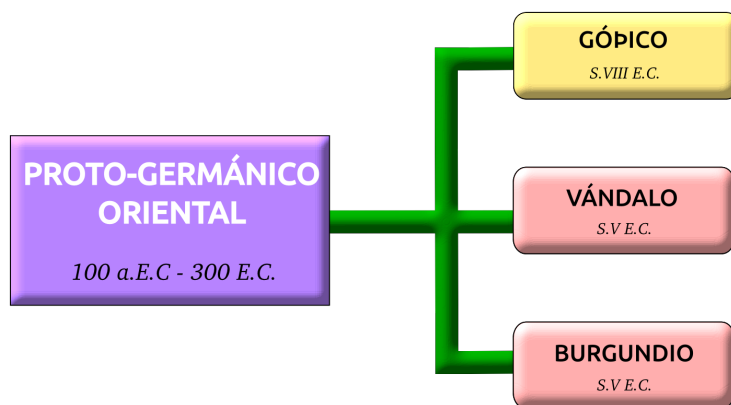 PROTO-GERMÁNICO
ORIENTAL
100 a.E.C - 300 E.C.
GÓÞICO
S.VIII E.C.
VÁNDALO
S.V E.C.
BURGUNDIO
S.V E.C.